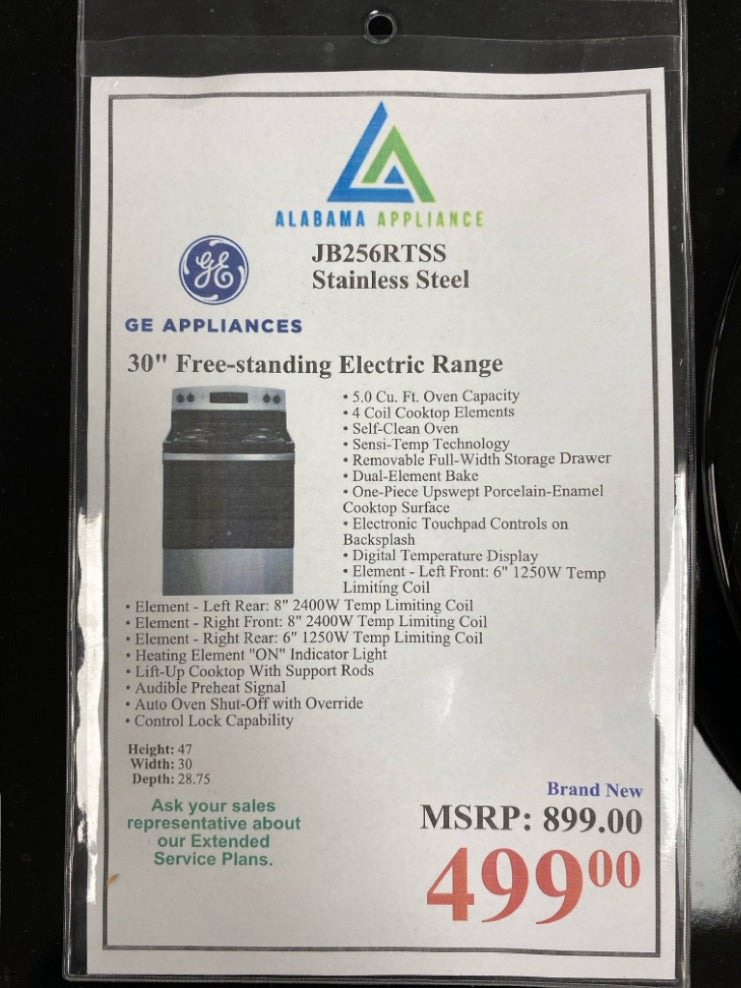 ALABAMA APPLIANCE
GE
GE APPLIANCES
JB256RTSS
Stainless Steel
30" Free-standing Electric Range
• 5.0 Cu. Ft. Oven Capacity
• 4 Coil Cooktop Elements
• Self-Clean Oven
• Sensi-Temp Technology
• Removable Full-Width Storage Drawer
• Dual-Element Bake
• One-Piece Upswept Porcelain-Enamel
Cooktop Surface
• Electronic Touchpad Controls on
Backsplash
• Digital Temperature Display
• Element - Left Front: 6" 1250W Temp
Limiting Coil
• Element - Left Rear: 8" 2400W Temp Limiting Coil
• Element - Right Front: 8" 2400W Temp Limiting Coil
• Element - Right Rear: 6" 1250W Temp Limiting Coil
• Heating Element "ON" Indicator Light
• Lift-Up Cooktop With Support Rods
• Audible Preheat Signal
• Auto Oven Shut-Off with Override
• Control Lock Capability
Height: 47
Width: 30
Depth: 28.75
Ask your sales
representative about
our Extended
Service Plans.
Brand New
MSRP: 899.00
499⁰⁰